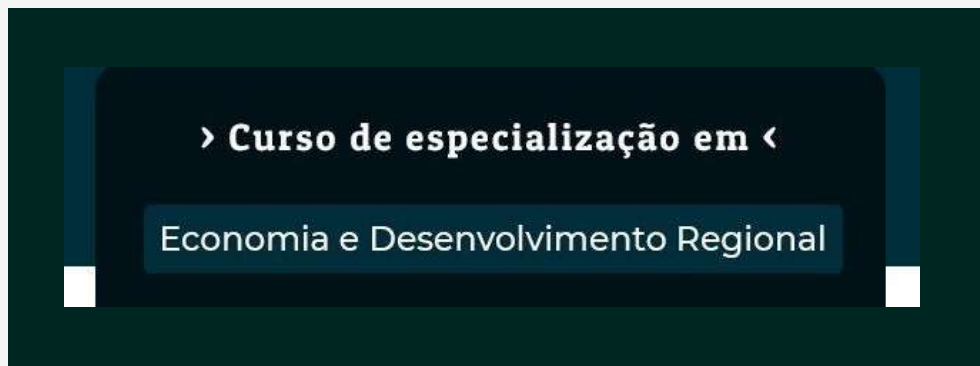 › Curso de especialização em ‹
Economia e Desenvolvimento Regional